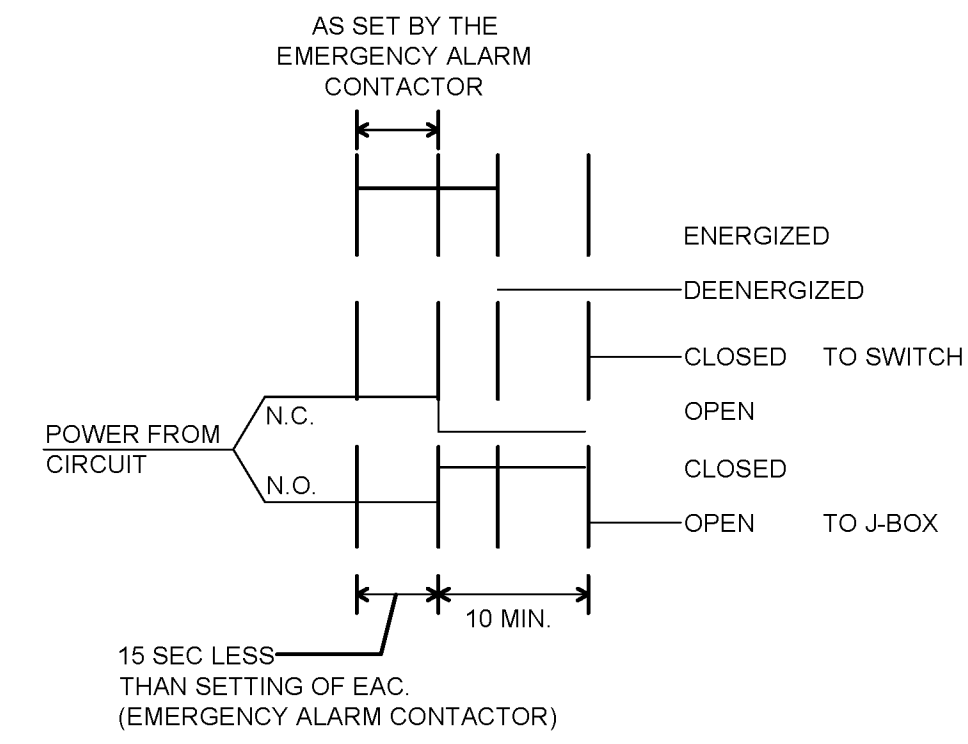 AS SET BY THE
EMERGENCY ALARM
CONTACTOR
ENERGIZED
DEENERGIZED
CLOSED TO SWITCH
N.C.
OPEN
POWER FROM
CIRCUIT
CLOSED
N.O.
OPEN TO J-BOX
10 MIN.
15 SEC LESS
THAN SETTING OF EAC.
(EMERGENCY ALARM CONTACTOR)